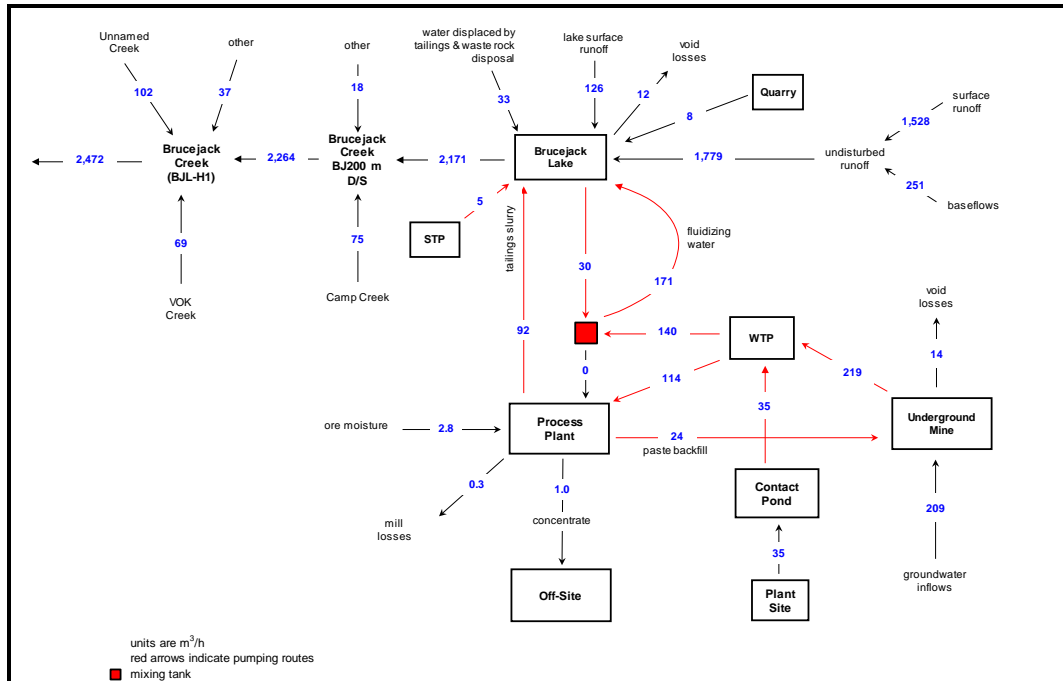 Unnamed
Creek
other
other
water displaced by
tailings & waste rock
disposal
lake surface
runoff
void
losses
Quarry
surface
runoff
102
37
18
33
126
12
8
1,528
2,472
Brucejack
Creek
(BJL-H1)
2,264
Brucejack
Creek
BJ200 m
D/S
2,171
Brucejack
Lake
1,779
undisturbed
runoff
251
baseflows
69
75
STP
5
tailings slurry
30
171
fluidizing
water
VOK
Creek
Camp Creek
void
losses
92
140
WTP
14
0
114
219
35
ore moisture
2.8
Process
Plant
24
paste backfill
Underground
Mine
0.3
1.0
mill
losses
concentrate
Contact
Pond
209
35
Off-Site
Plant
Site
groundwater
inflows
units are m³/h
red arrows indicate pumping routes
mixing tank